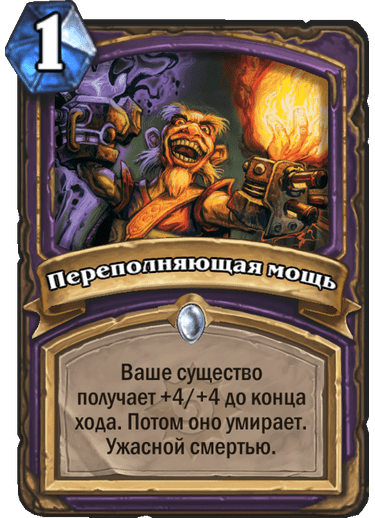 1
Переполняющая мощь
Ваше существо
получает +4/+4 до конца
хода. Потом оно умирает.
Ужасной смертью.